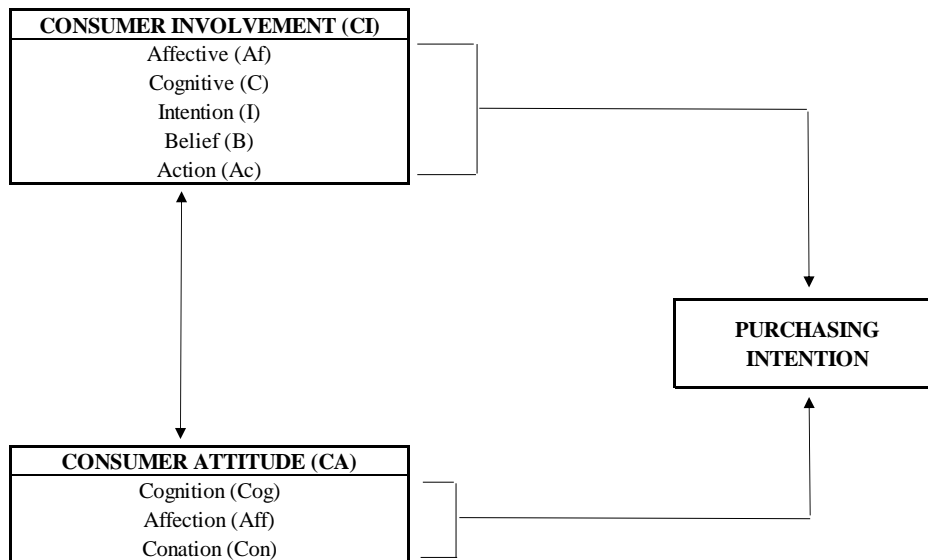 CONSUMER INVOLVEMENT (CI)
Affective (Af)
Cognitive (C)
Intention (I)
Belief (B)
Action (Ac)
PURCHASING
INTENTION
CONSUMER ATTITUDE (CA)
Cognition (Cog)
Affection (Aff)
Conation (Con)